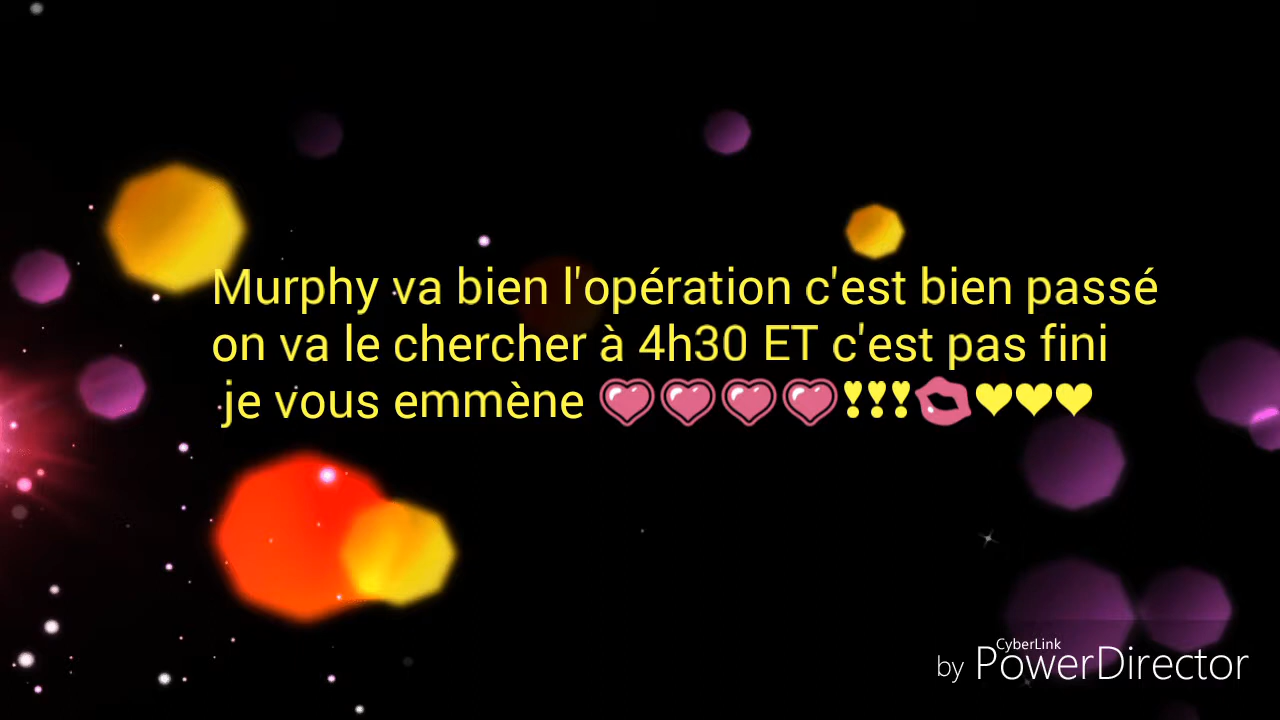 Murphy va bien l'opération c'est bien passé
on va le chercher à 4h30 ET c'est pas fini
je vous emmène 💗💗💗💗❣❣❣💋♥♥♥
CyberLink
by PowerDirector